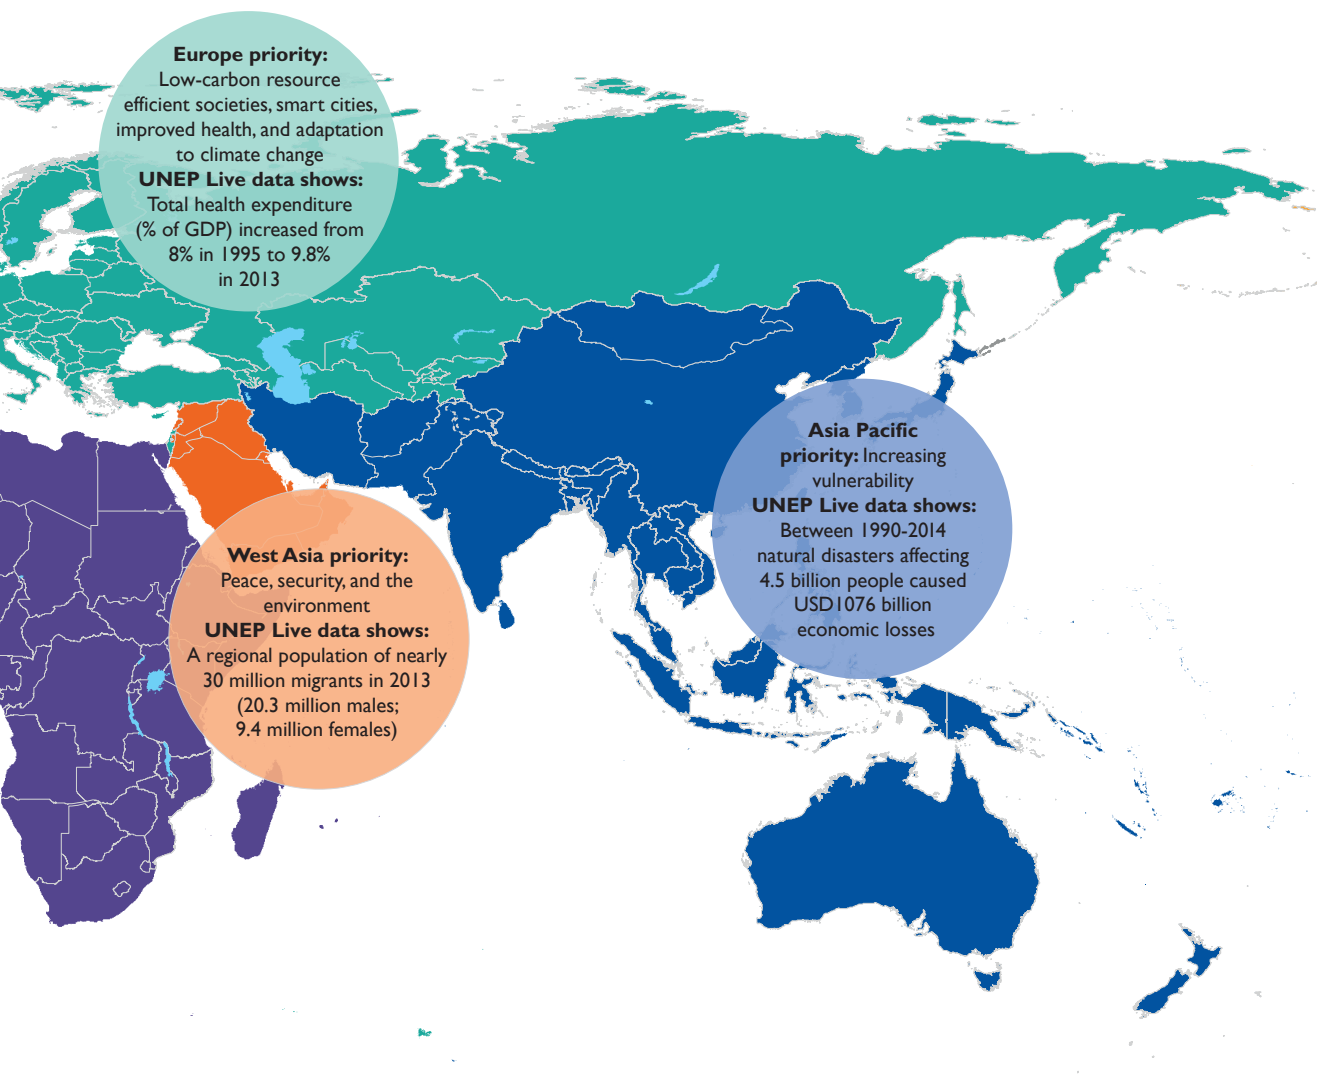 Europe priority:
Low-carbon resource
efficient societies, smart cities,
improved health, and adaptation
to climate change
UNEP Live data shows:
Total health expenditure
(% of GDP) increased from
8% in 1995 to 9.8%
in 2013
Asia Pacific
priority: Increasing
vulnerability
UNEP Live data shows:
Between 1990-2014
natural disasters affecting
4.5 billion people caused
USD1076 billion
economic losses
West Asia priority:
Peace, security, and the
environment
UNEP Live data shows:
A regional population of nearly
30 million migrants in 2013
(20.3 million males;
9.4 million females)